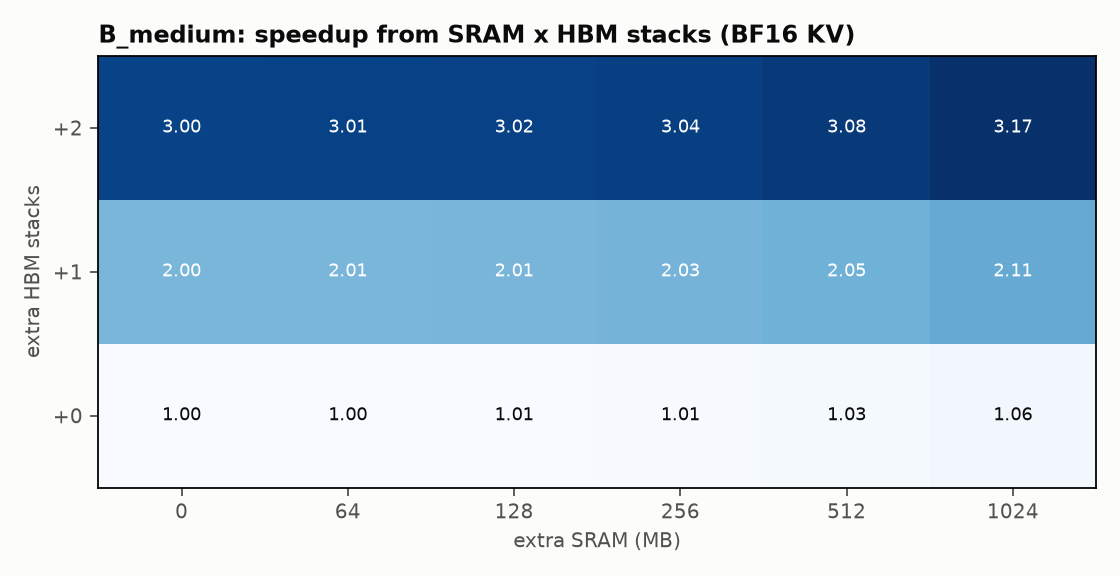 B_medium: speedup from SRAM x HBM stacks (BF16 KV)
extra HBM stacks
+2 3.00 3.01 3.02 3.04 3.08 3.17
+1 2.00 2.01 2.01 2.03 2.05 2.11
+0 1.00 1.00 1.01 1.01 1.03 1.06
0 64 128 256 512 1024
extra SRAM (MB)